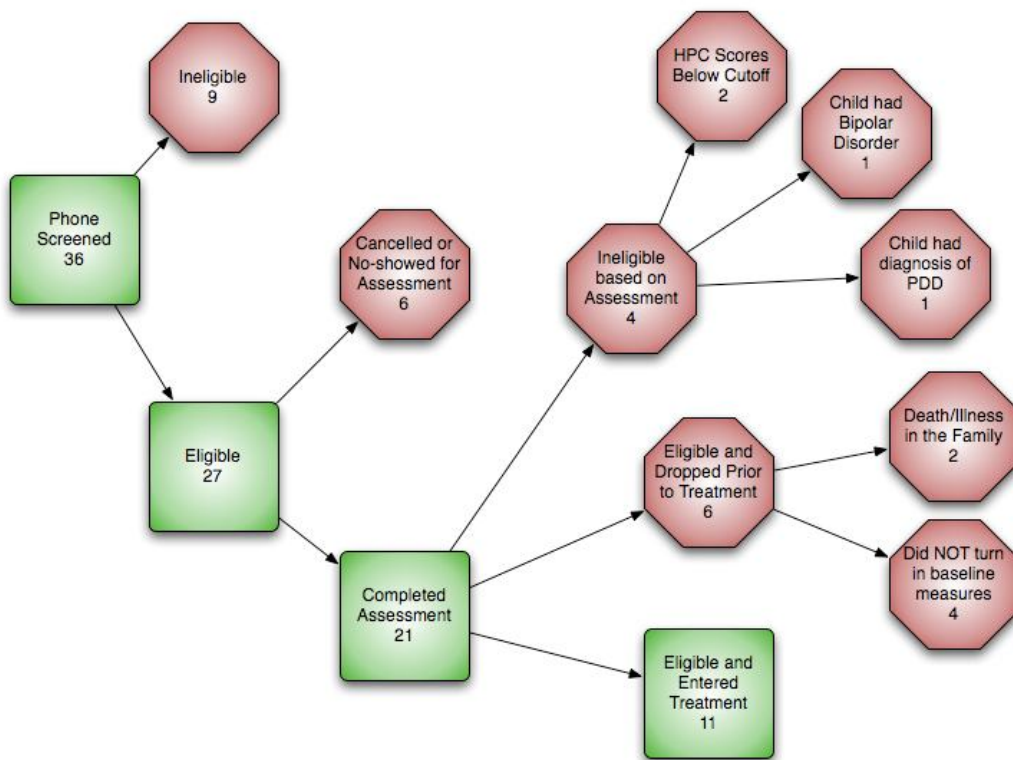 Ineligible
9
Phone
Screened
36
Cancelled or
No-showed for
Assessment
6
Eligible
27
Completed
Assessment
21
HPC Scores
Below Cutoff
2
Child had
Bipolar
Disorder
1
Ineligible
based on
Assessment
4
Child had
diagnosis of
PDD
1
Eligible and
Dropped Prior
to Treatment
6
Death/Illness
in the Family
2
Did NOT turn
in baseline
measures
4
Eligible and
Entered
Treatment
11